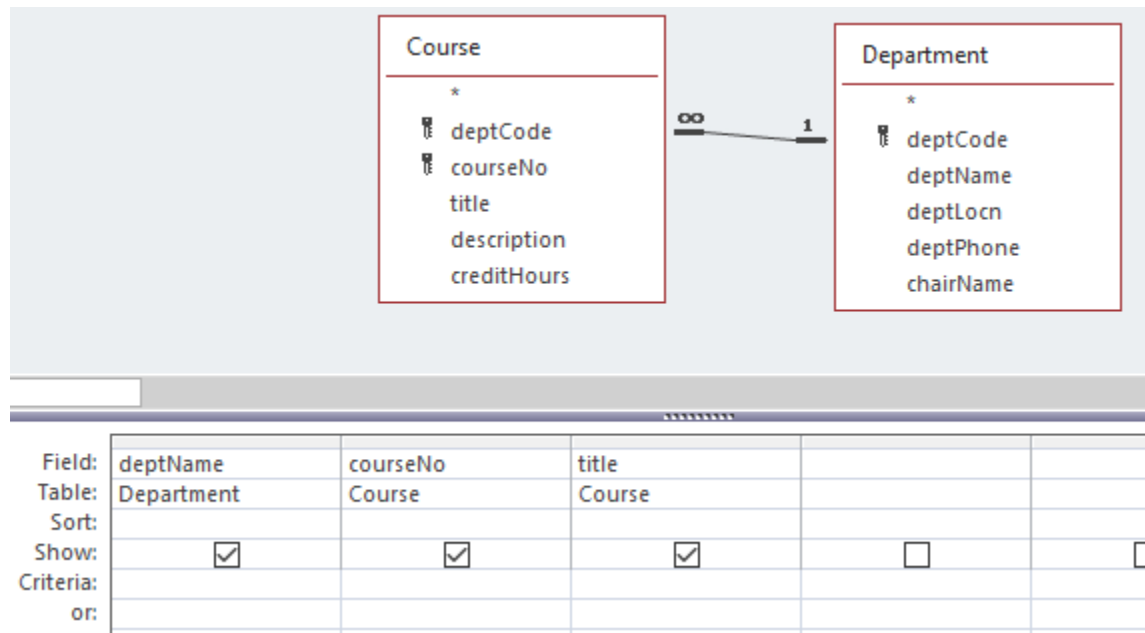 Course
*
deptCode
courseNo
title
description
creditHours
∞ 1
Department
*
deptCode
deptName
deptLocn
deptPhone
chairName
Field: deptName courseNo title
Table: Department Course Course
Sort:
Show:
Criteria:
or: